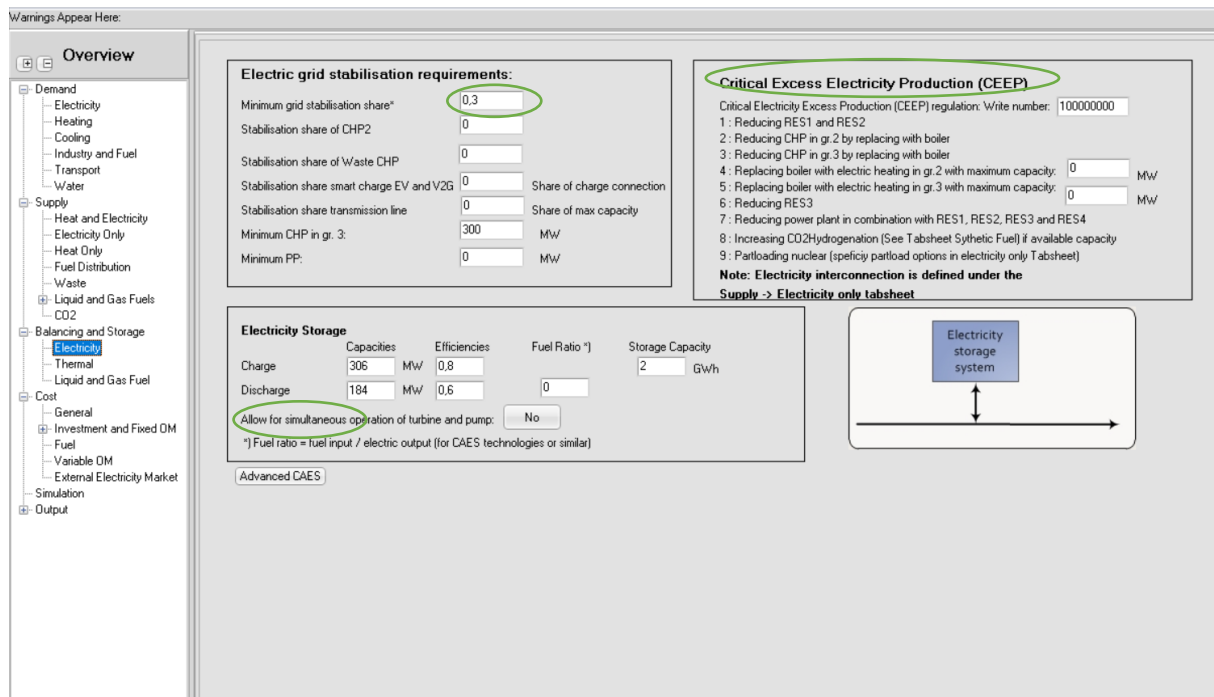 Warnings Appear Here:
Overview
Demand
Electricity
Heating
Cooling
Industry and Fuel
Transport
Water
Supply
Heat and Electricity
Electricity Only
Heat Only
Fuel Distribution
Waste
Liquid and Gas Fuels
CO2
Balancing and Storage
Electricity
Thermal
Liquid and Gas Fuel
Cost
General
Investment and Fixed OM
Fuel
Variable OM
External Electricity Market
Simulation
Output
Electric grid stabilisation requirements:
Minimum grid stabilisation share* 0,3
Stabilisation share of CHP2 0
Stabilisation share of Waste CHP 0
Stabilisation share smart charge EV and V2G 0 Share of charge connection
Stabilisation share transmission line 0 Share of max capacity
Minimum CHP in gr. 3: 300 MW
Minimum PP: 0 MW
Critical Excess Electricity Production (CEEP)
Critical Electricity Excess Production (CEEP) regulation: Write number: 100000000
1 : Reducing RES1 and RES2
2 : Reducing CHP in gr.2 by replacing with boiler
3 : Reducing CHP in gr.3 by replacing with boiler
4 : Replacing boiler with electric heating in gr.2 with maximum capacity: 0 MW
5 : Replacing boiler with electric heating in gr.3 with maximum capacity: 0 MW
6 : Reducing RES3
7 : Reducing power plant in combination with RES1, RES2, RES3 and RES4
8 : Increasing CO2Hydrogenation (See Tabsheet Sythetic Fuel) if available capacity
9 : Partloading nuclear (speficiy partload options in electricity only Tabsheet)
Note: Electricity interconnection is defined under the
Supply -> Electricity only tabsheet
Electricity Storage
Capacities Efficiencies Fuel Ratio *) Storage Capacity
Charge 306 MW 0,8 2 GWh
Discharge 184 MW 0,6 0
Allow for simultaneous operation of turbine and pump: No
*) Fuel ratio = fuel input / electric output (for CAES technologies or similar)
Advanced CAES
Electricity
storage
system